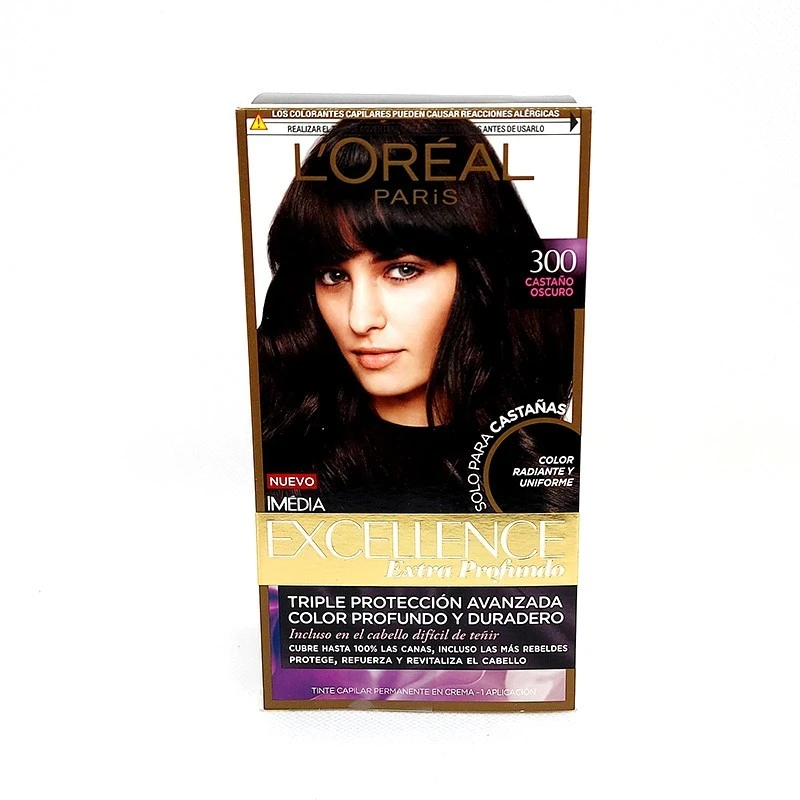 LOS COLORANTES CAPILARES PUEDEN CAUSAR REACCIONES ALÉRGICAS
REALIZAR EL ANTES DE USARLO
L'ORÉAL
PARiS
300
CASTAÑO
OSCURO
SOLO PARA CASTAÑAS
COLOR
RADIANTE Y
UNIFORME
NUEVO
IMÉDIA
EXCELLENCE
Extra Profundo
TRIPLE PROTECCIÓN AVANZADA
COLOR PROFUNDO Y DURADERO
Incluso en el cabello difícil de teñir
CUBRE HASTA 100% LAS CANAS, INCLUSO LAS MÁS REBELDES
PROTEGE, REFUERZA Y REVITALIZA EL CABELLO
TINTE CAPILAR PERMANENTE EN CREMA - 1 APLICACIÓN